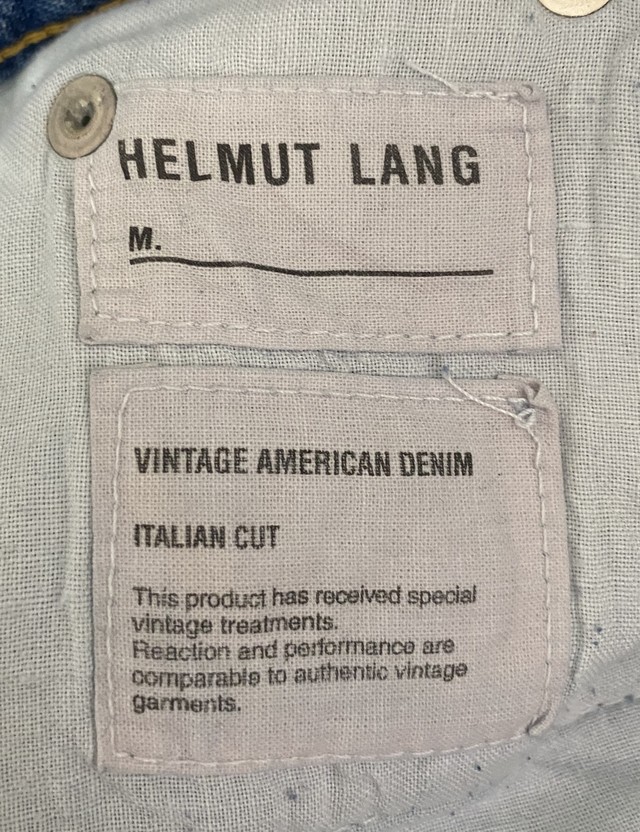 HELMUT LANG
M.
VINTAGE AMERICAN DENIM
ITALIAN CUT
This product has received special
vintage treatments.
Reaction and performance are
comparable to authentic vintage
garments.